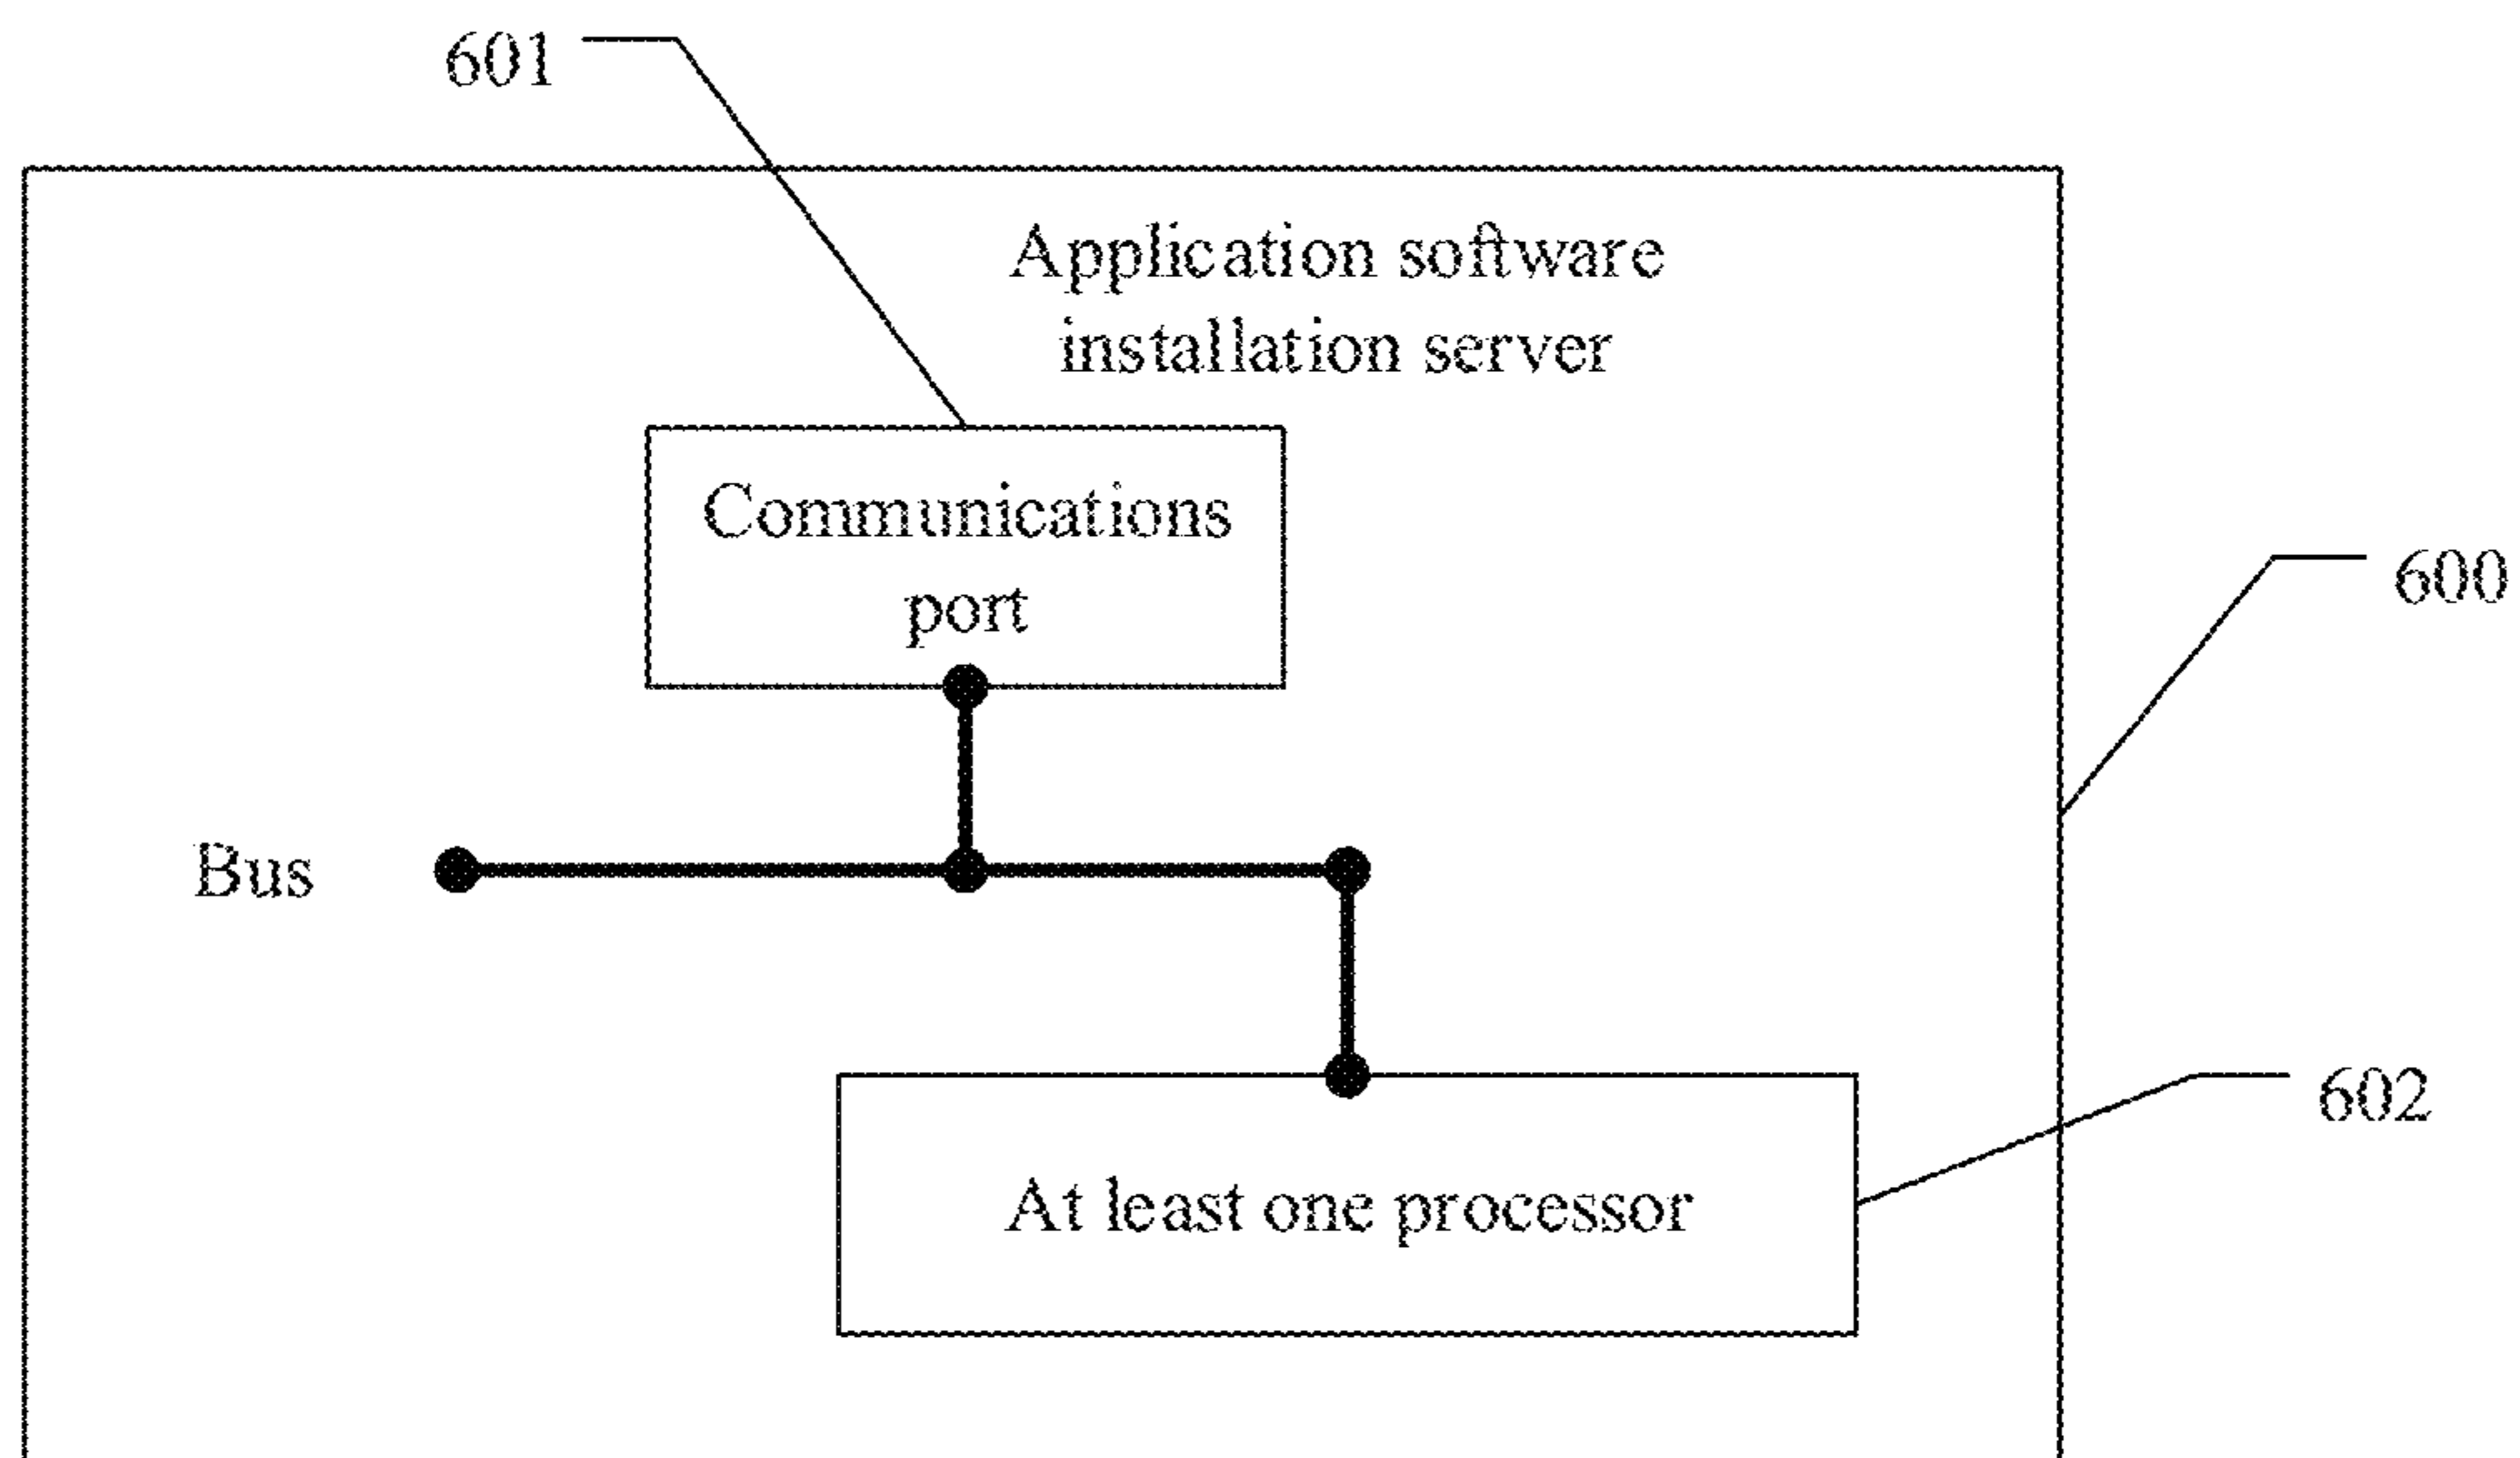 601
Application software
installation server
Communications
port
600
Bus
602
At least one processor